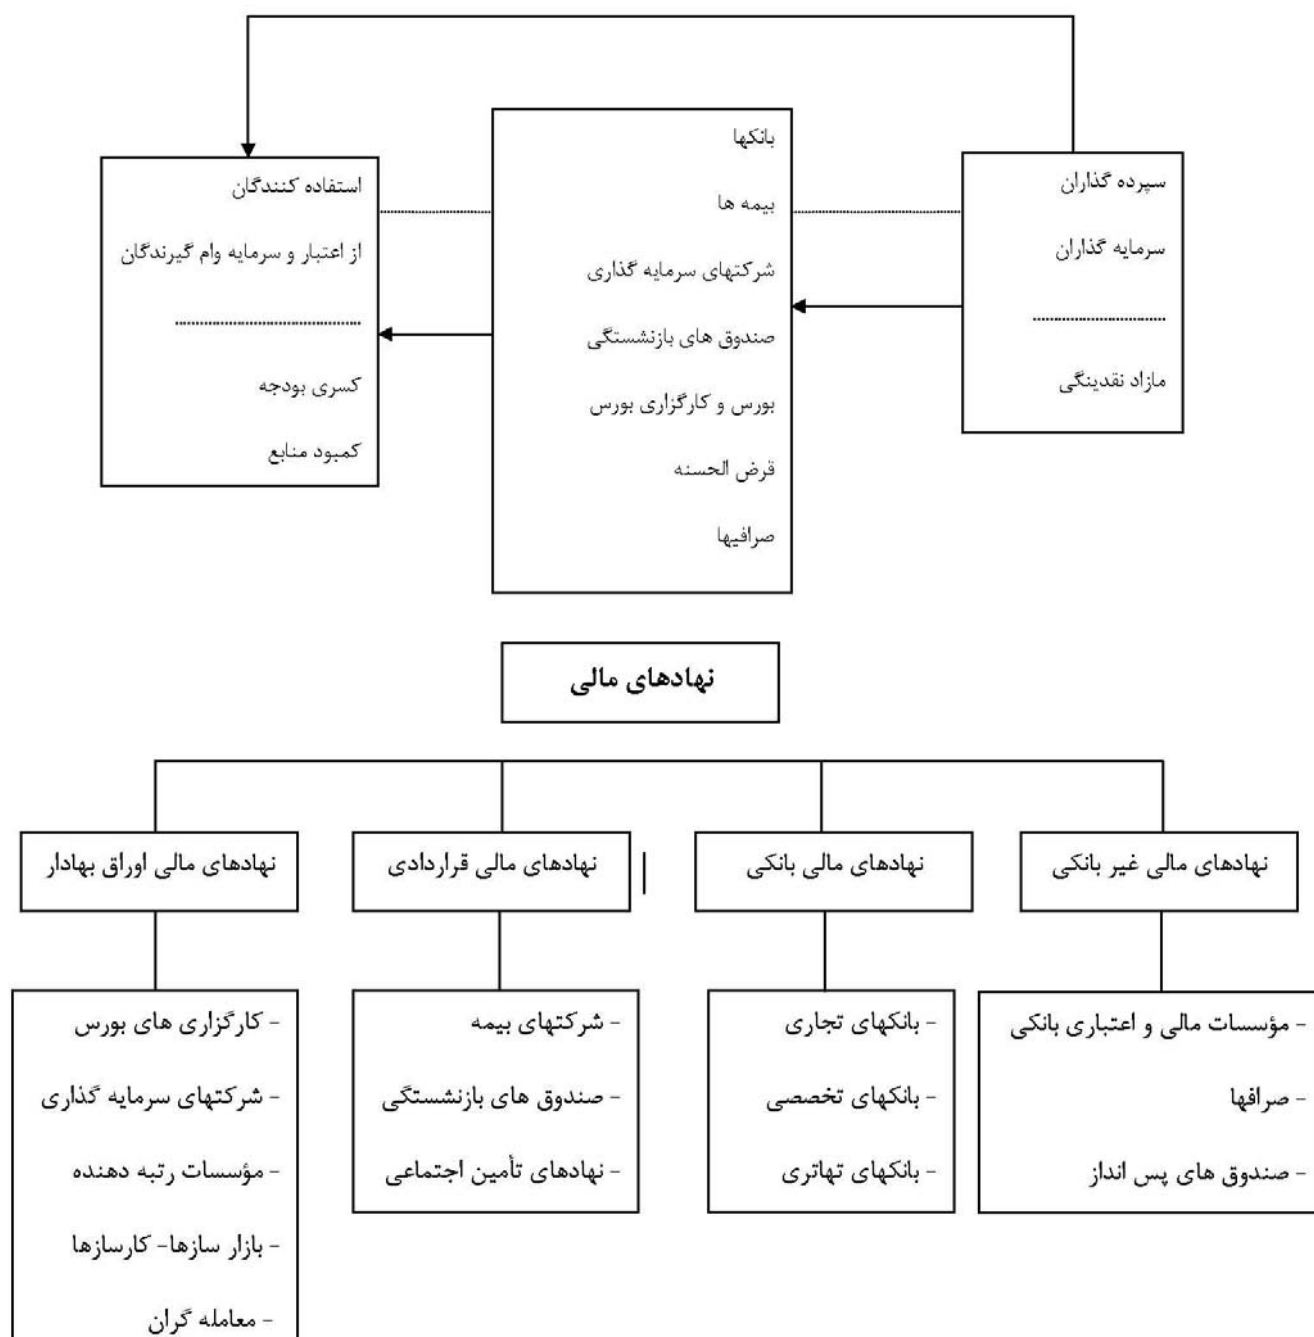 سپرده گذاران
سرمایه گذاران
مازاد نقدینگی
بانکها
بیمه ها
شرکتهای سرمایه گذاری
صندوق های بازنشستگی
بورس و کارگزاری بورس
قرض الحسنه
صرافیها
استفاده کنندگان
از اعتبار و سرمایه وام گیرندگان
کسری بودجه
کمبود منابع
نهادهای مالی
نهادهای مالی غیر بانکی
نهادهای مالی بانکی
نهادهای مالی قراردادی
نهادهای مالی اوراق بهادار
- مؤسسات مالی و اعتباری بانکی
- صرافها
- صندوق های پس انداز
- بانکهای تجاری
- بانکهای تخصصی
- بانکهای تهاتری
- شرکتهای بیمه
- صندوق های بازنشستگی
- نهادهای تأمین اجتماعی
- کارگزاری های بورس
- شرکتهای سرمایه گذاری
- مؤسسات رتبه دهنده
- بازار سازها- کارسازها
- معامله گران